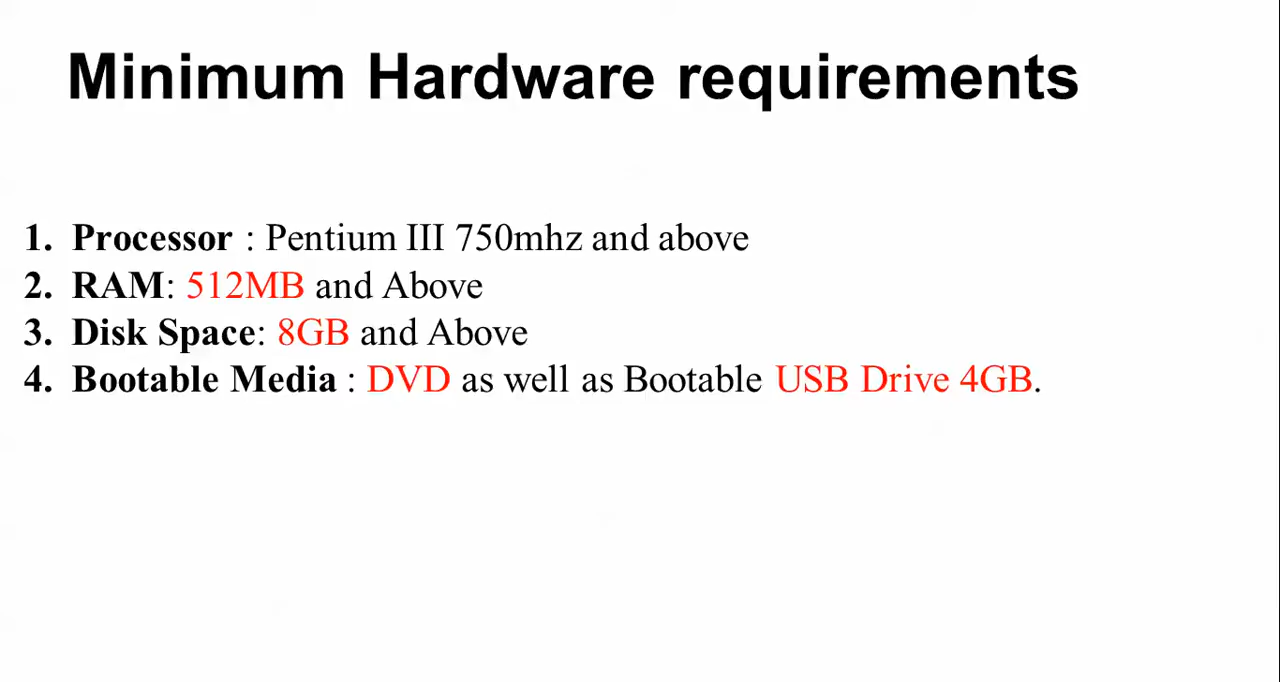 Minimum Hardware requirements
1. Processor : Pentium III 750mhz and above
2. RAM: 512MB and Above
3. Disk Space: 8GB and Above
4. Bootable Media : DVD as well as Bootable USB Drive 4GB.